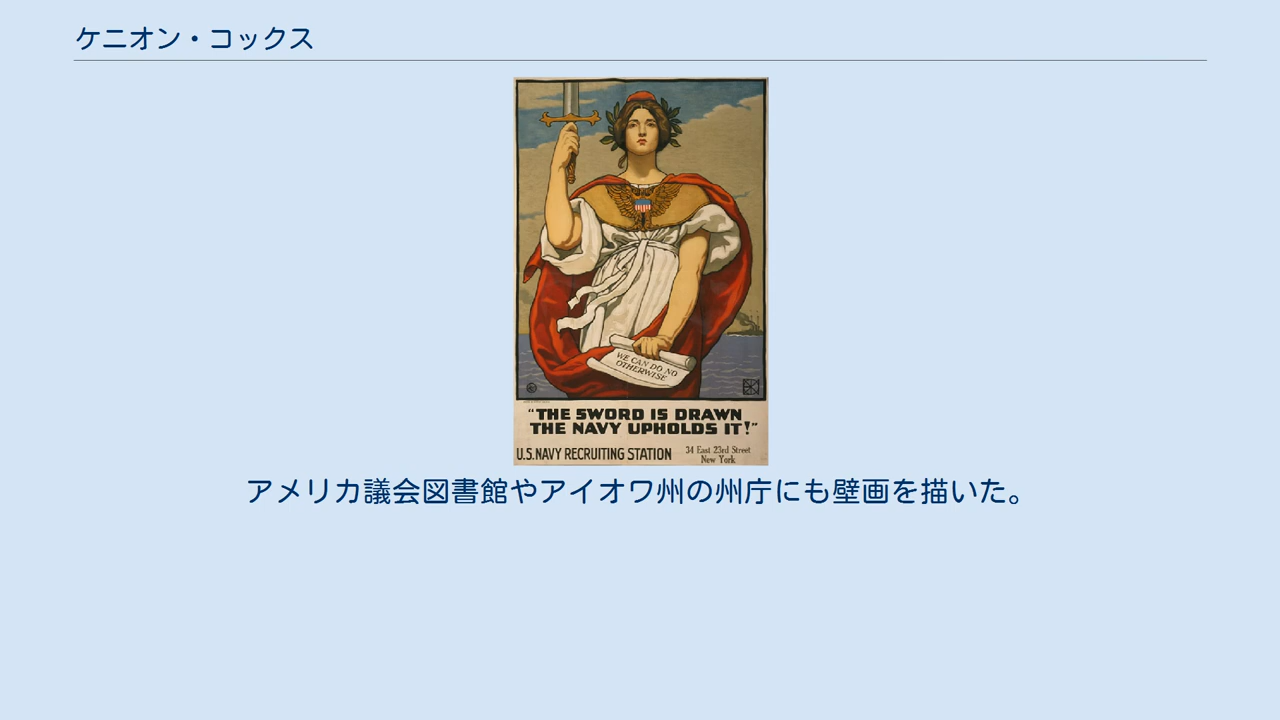 ケニオン・コックス
WE CAN DO NO
OTHERWISE
"THE SWORD IS DRAWN
THE NAVY UPHOLDS IT!"
U.S. NAVY RECRUITING STATION
34 East 23rd Street
New York
アメリカ議会図書館やアイオワ州の州庁にも壁画を描いた。